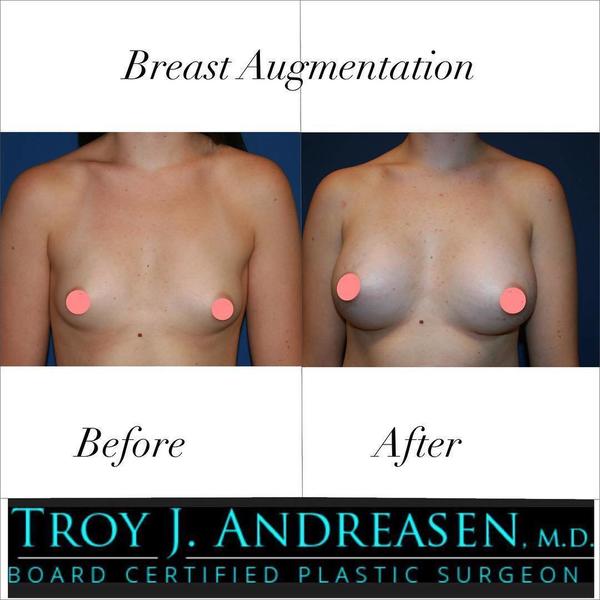 Breast Augmentation
Before
After
TROY J. ANDREASEN, M.D.
BOARD CERTIFIED PLASTIC SURGEON